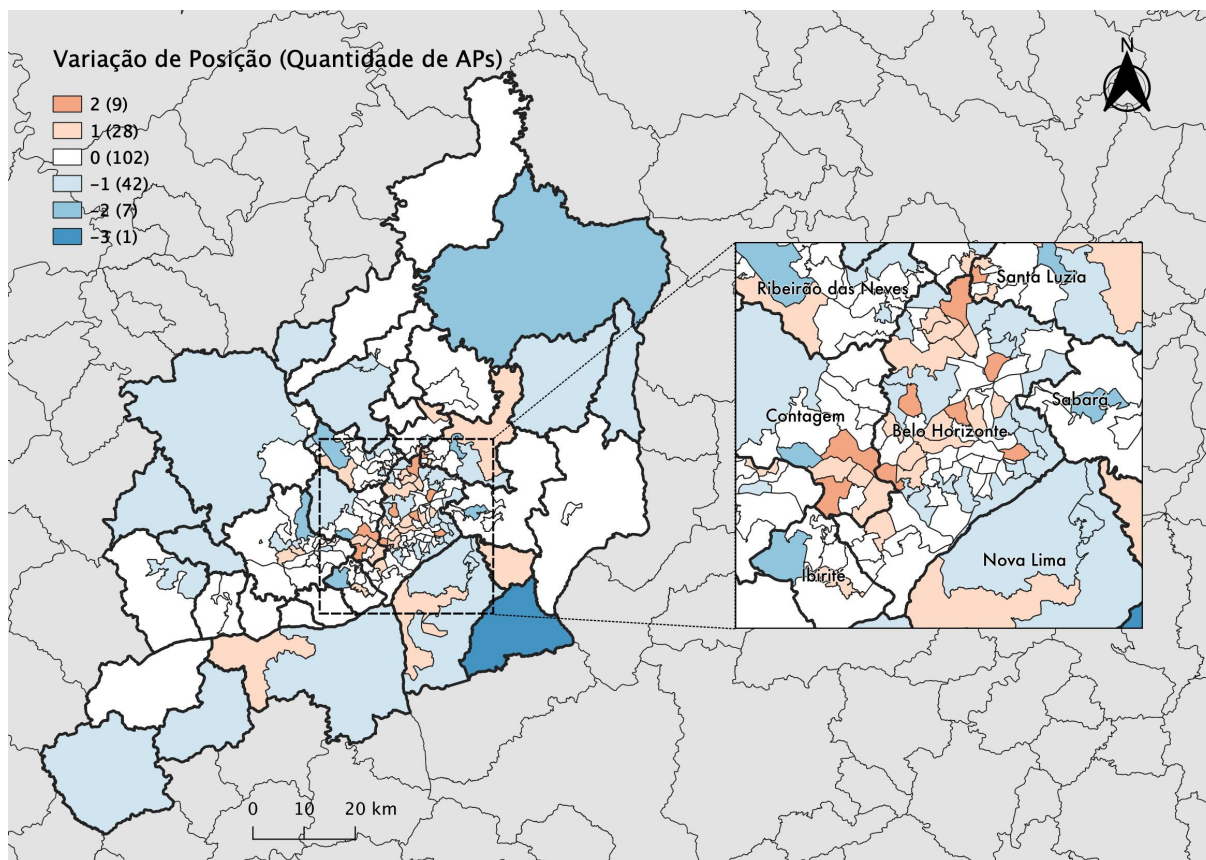 Variação de Posição (Quantidade de APs)
2 (9)
1 (28)
0 (102)
−1 (42)
−2 (7)
−3 (1)
N
Ribeirão das Neves
Santa Luzia
Contagem
Belo Horizonte
Sabará
Ibirité
Nova Lima
0 10 20 km